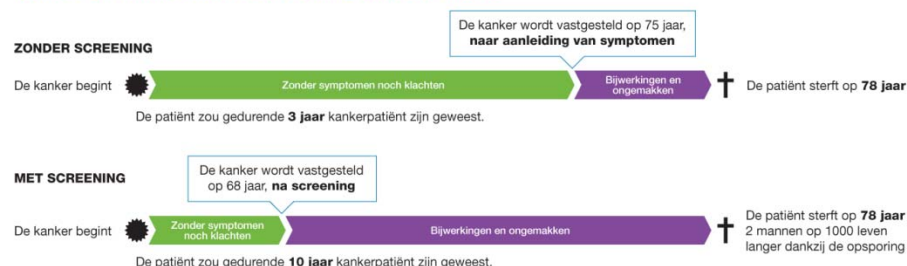 De kanker wordt vastgesteld op 75 jaar,
naar aanleiding van symptomen
ZONDER SCREENING
De kanker begint
Zonder symptomen noch klachten
Bijwerkingen en
ongemakken
De patiënt sterft op 78 jaar
De patiënt zou gedurende 3 jaar kankerpatiënt zijn geweest.
De kanker wordt vastgesteld
op 68 jaar, na screening
MET SCREENING
De kanker begint
Zonder symptomen
noch klachten
Bijwerkingen en ongemakken
De patiënt sterft op 78 jaar
2 mannen op 1000 leven
langer dankzij de opsporing
De patiënt zou gedurende 10 jaar kankerpatiënt zijn geweest.